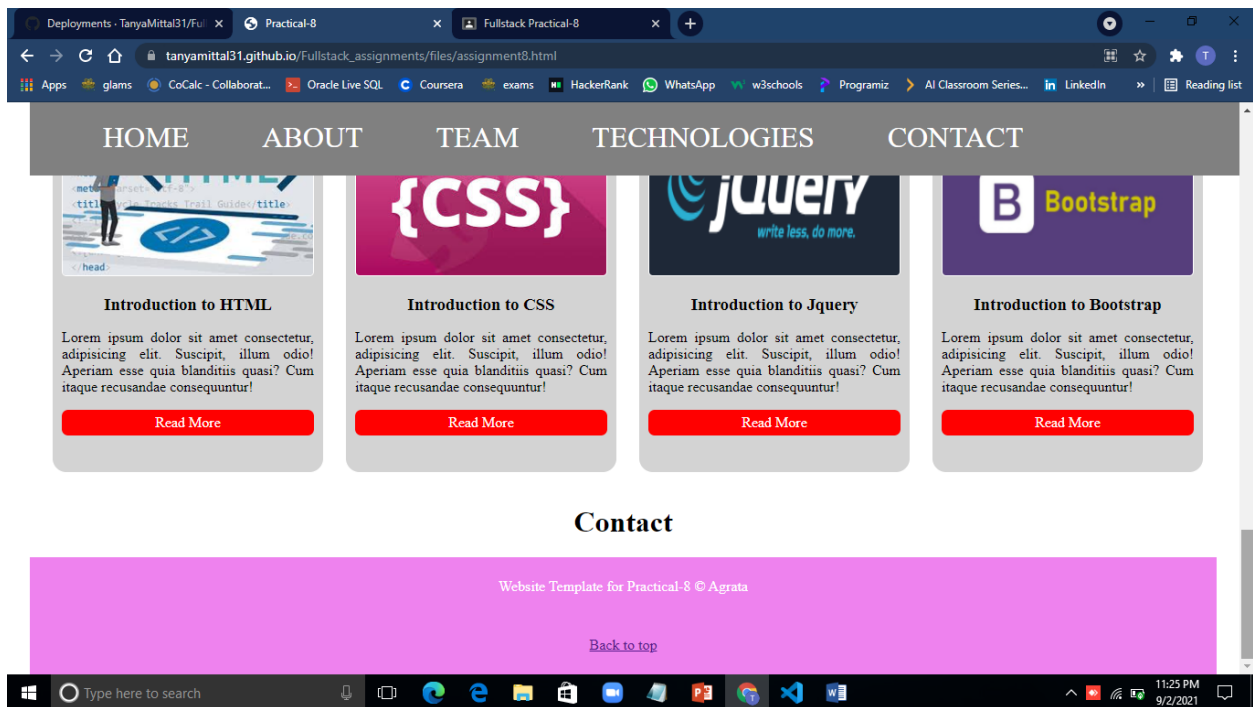 Deployments · TanyaMittal31/Ful
Practical-8
Fullstack Practical-8
tanyamittal31.github.io/Fullstack_assignments/files/assignment8.html
T
Apps glams CoCalc - Collaborat... Oracle Live SQL Coursera exams HackerRank WhatsApp w3schools Programiz AI Classroom Series... LinkedIn » Reading list
HOME ABOUT TEAM TECHNOLOGIES CONTACT
<title>Cycle Tracks Trail Guide</title>
</>
</head>
{CSS}
jQuery
write less, do more.
B Bootstrap
Introduction to HTML
Lorem ipsum dolor sit amet consectetur,
adipisicing elit. Suscipit, illum odio!
Aperiam esse quia blanditiis quasi? Cum
itaque recusandae consequuntur!
Read More
Introduction to CSS
Lorem ipsum dolor sit amet consectetur,
adipisicing elit. Suscipit, illum odio!
Aperiam esse quia blanditiis quasi? Cum
itaque recusandae consequuntur!
Read More
Introduction to Jquery
Lorem ipsum dolor sit amet consectetur,
adipisicing elit. Suscipit, illum odio!
Aperiam esse quia blanditiis quasi? Cum
itaque recusandae consequuntur!
Read More
Introduction to Bootstrap
Lorem ipsum dolor sit amet consectetur,
adipisicing elit. Suscipit, illum odio!
Aperiam esse quia blanditiis quasi? Cum
itaque recusandae consequuntur!
Read More
Contact
Website Template for Practical-8 © Agrata
Back to top
Type here to search
11:25 PM
9/2/2021